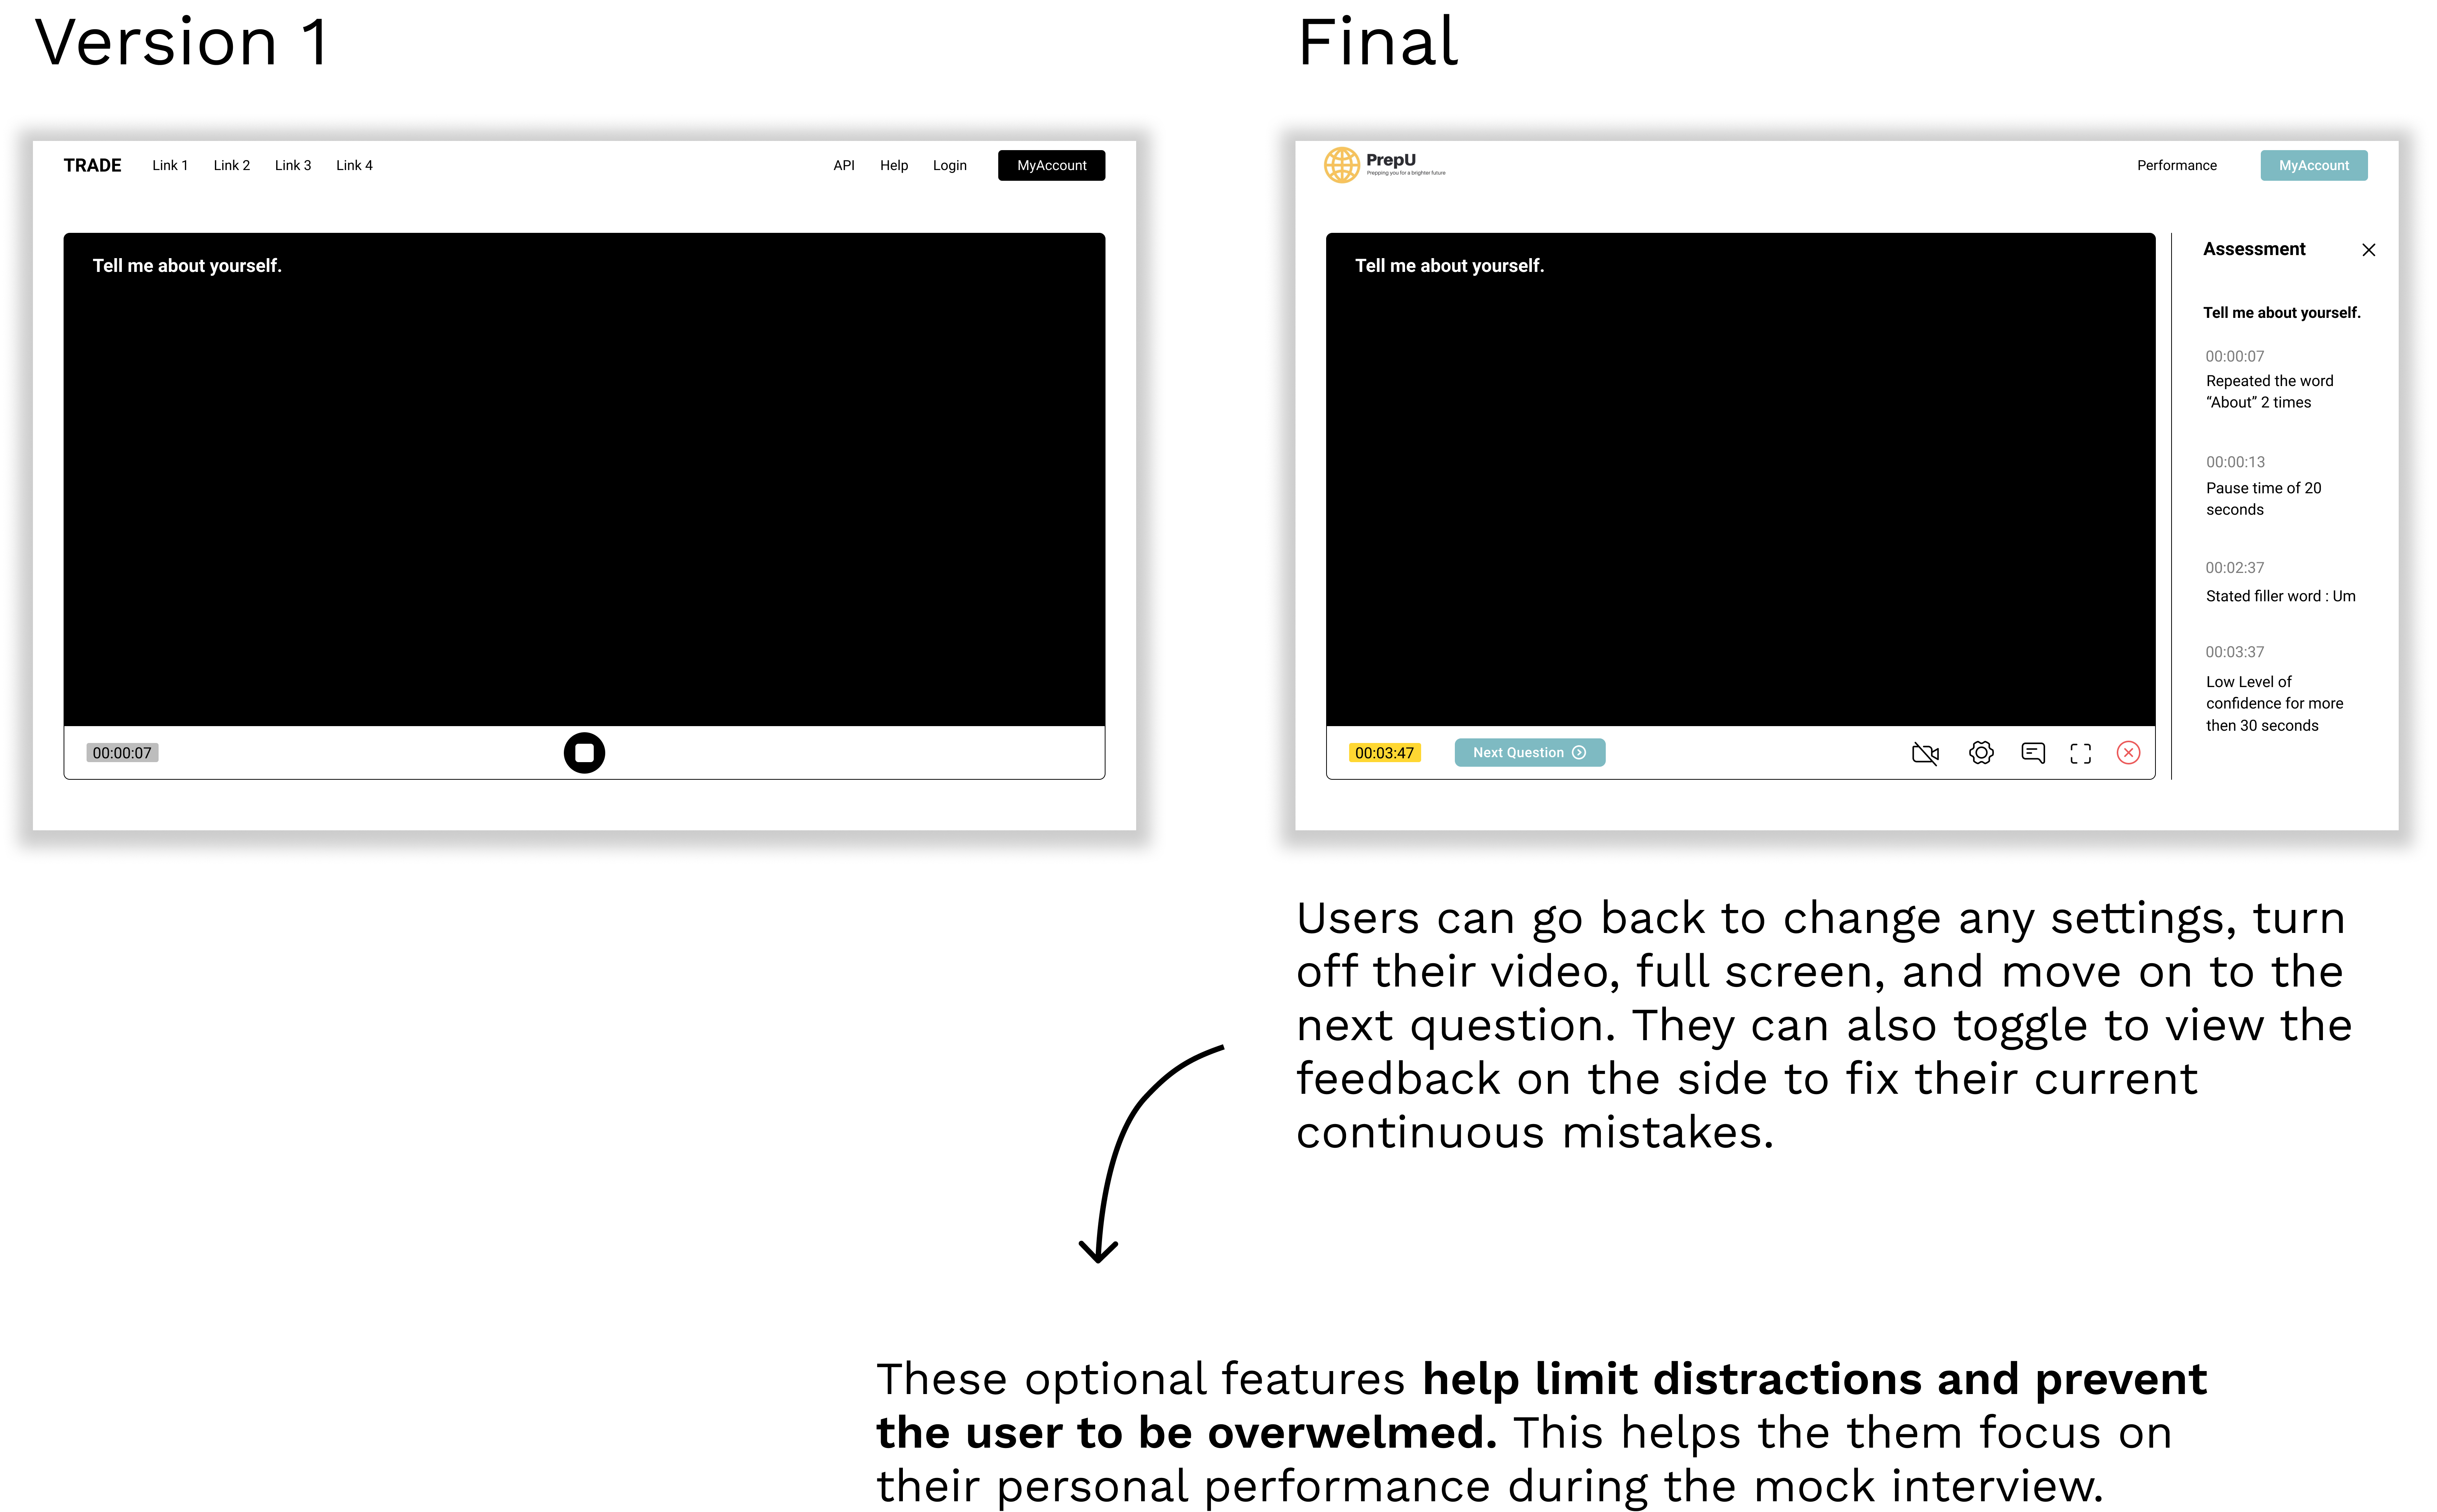 Version 1
Final
TRADE Link 1 Link 2 Link 3 Link 4 API Help Login MyAccount
Tell me about yourself.
00:00:07
PrepU
Prepping you for a brighter future
Performance MyAccount
Tell me about yourself.
00:03:47 Next Question
Assessment
Tell me about yourself.
00:00:07
Repeated the word
“About” 2 times
00:00:13
Pause time of 20
seconds
00:02:37
Stated filler word : Um
00:03:37
Low Level of
confidence for more
then 30 seconds
Users can go back to change any settings, turn
off their video, full screen, and move on to the
next question. They can also toggle to view the
feedback on the side to fix their current
continuous mistakes.
These optional features help limit distractions and prevent
the user to be overwelmed. This helps the them focus on
their personal performance during the mock interview.